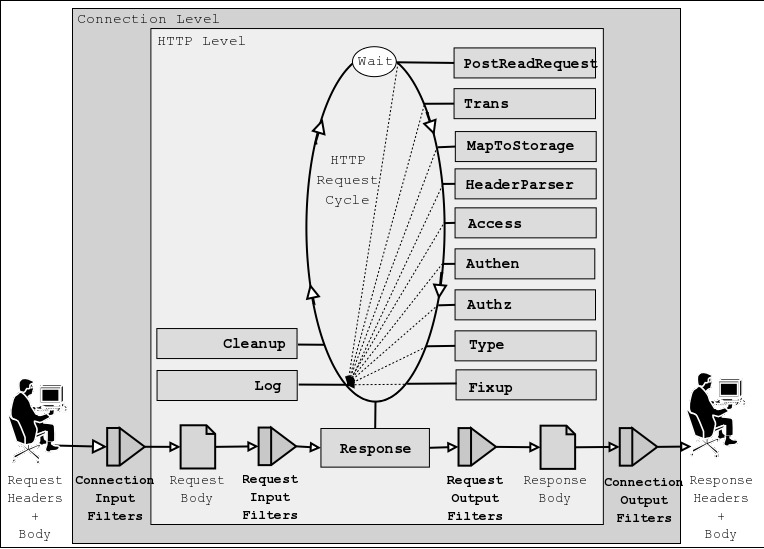 Connection Level
HTTP Level
Wait
PostReadRequest
Trans
MapToStorage
HTTP
Request
Cycle
HeaderParser
Access
Authen
Authz
Cleanup
Type
Log
Fixup
Response
Request
Headers
+
Body
Connection
Input
Filters
Request
Body
Request
Input
Filters
Request
Output
Filters
Response
Body
Connection
Output
Filters
Response
Headers
+
Body